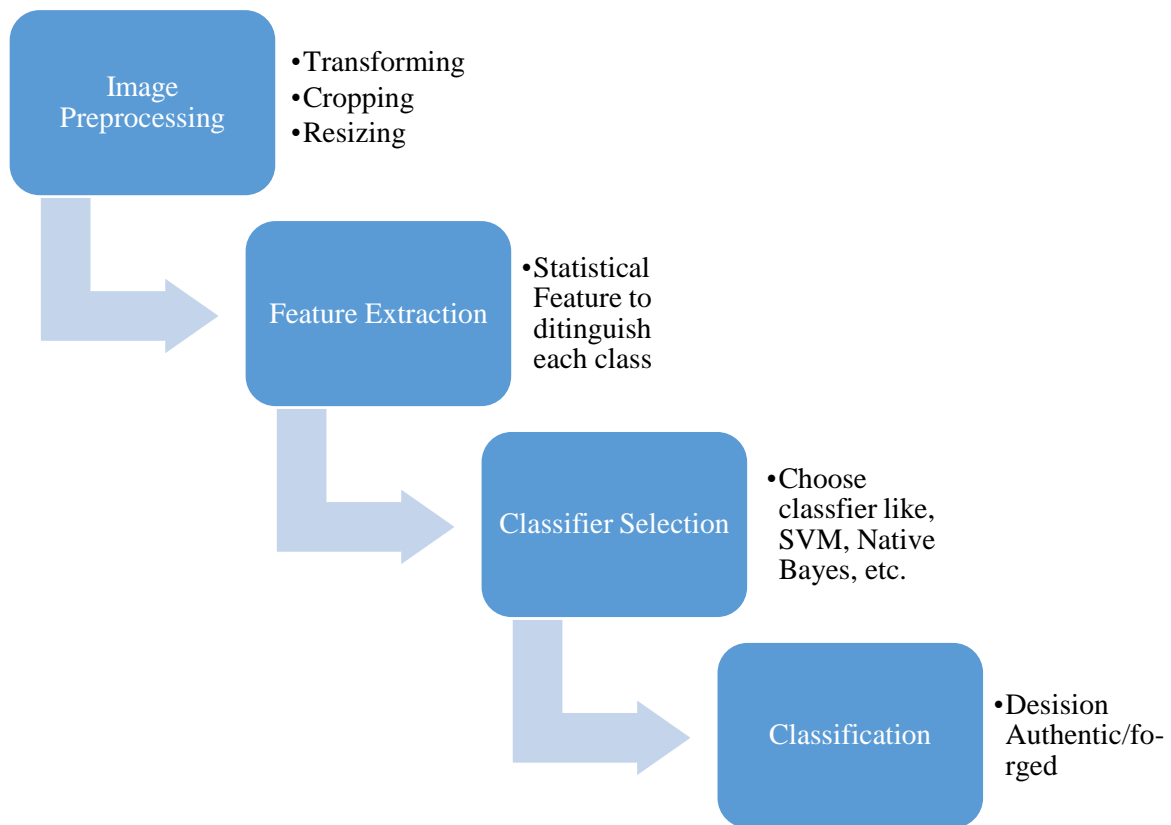 Image
Preprocessing
•Transforming
•Cropping
•Resizing
Feature Extraction
•Statistical
Feature to
ditinguish
each class
Classifier Selection
•Choose
classfier like,
SVM, Native
Bayes, etc.
Classification
•Desision
Authentic/fo-
rged